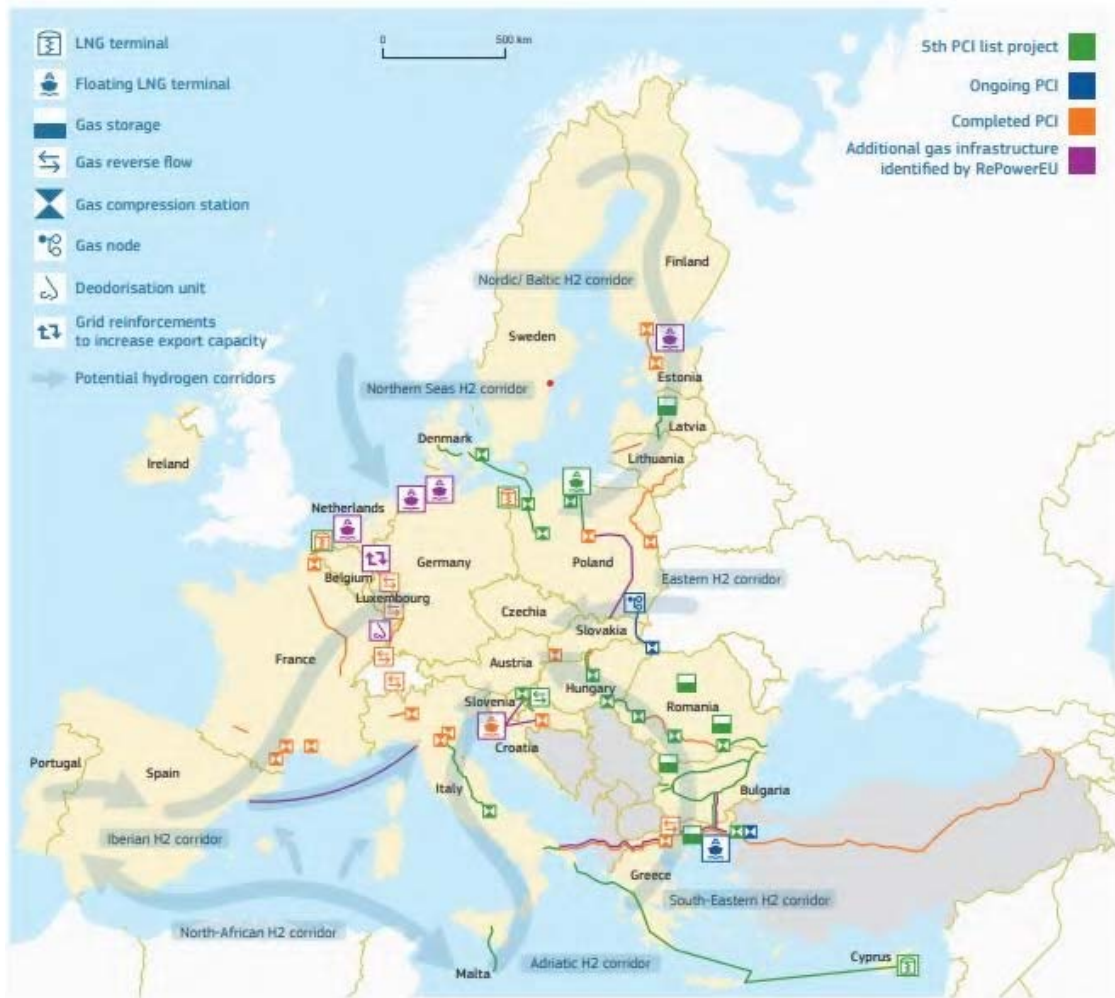 LNG terminal
Floating LNG terminal
Gas storage
Gas reverse flow
Gas compression station
Gas node
Deodorisation unit
Grid reinforcements
to increase export capacity
Potential hydrogen corridors
0
500 km
5th PCI list project
Ongoing PCI
Completed PCI
Additional gas infrastructure
identified by RePowerEU
Finland
Nordic/ Baltic H2 corridor
Sweden
Estonia
Northern Seas H2 corridor
Latvia
Denmark
Lithuania
Ireland
Netherlands
Germany
Poland
Belgium
Eastern H2 corridor
Luxembourg
Czechia
Slovakia
France
Austria
Hungary
Slovenia
Romania
Croatia
Portugal
Spain
Italy
Bulgaria
Iberian H2 corridor
Greece
South-Eastern H2 corridor
North-African H2 corridor
Adriatic H2 corridor
Malta
Cyprus